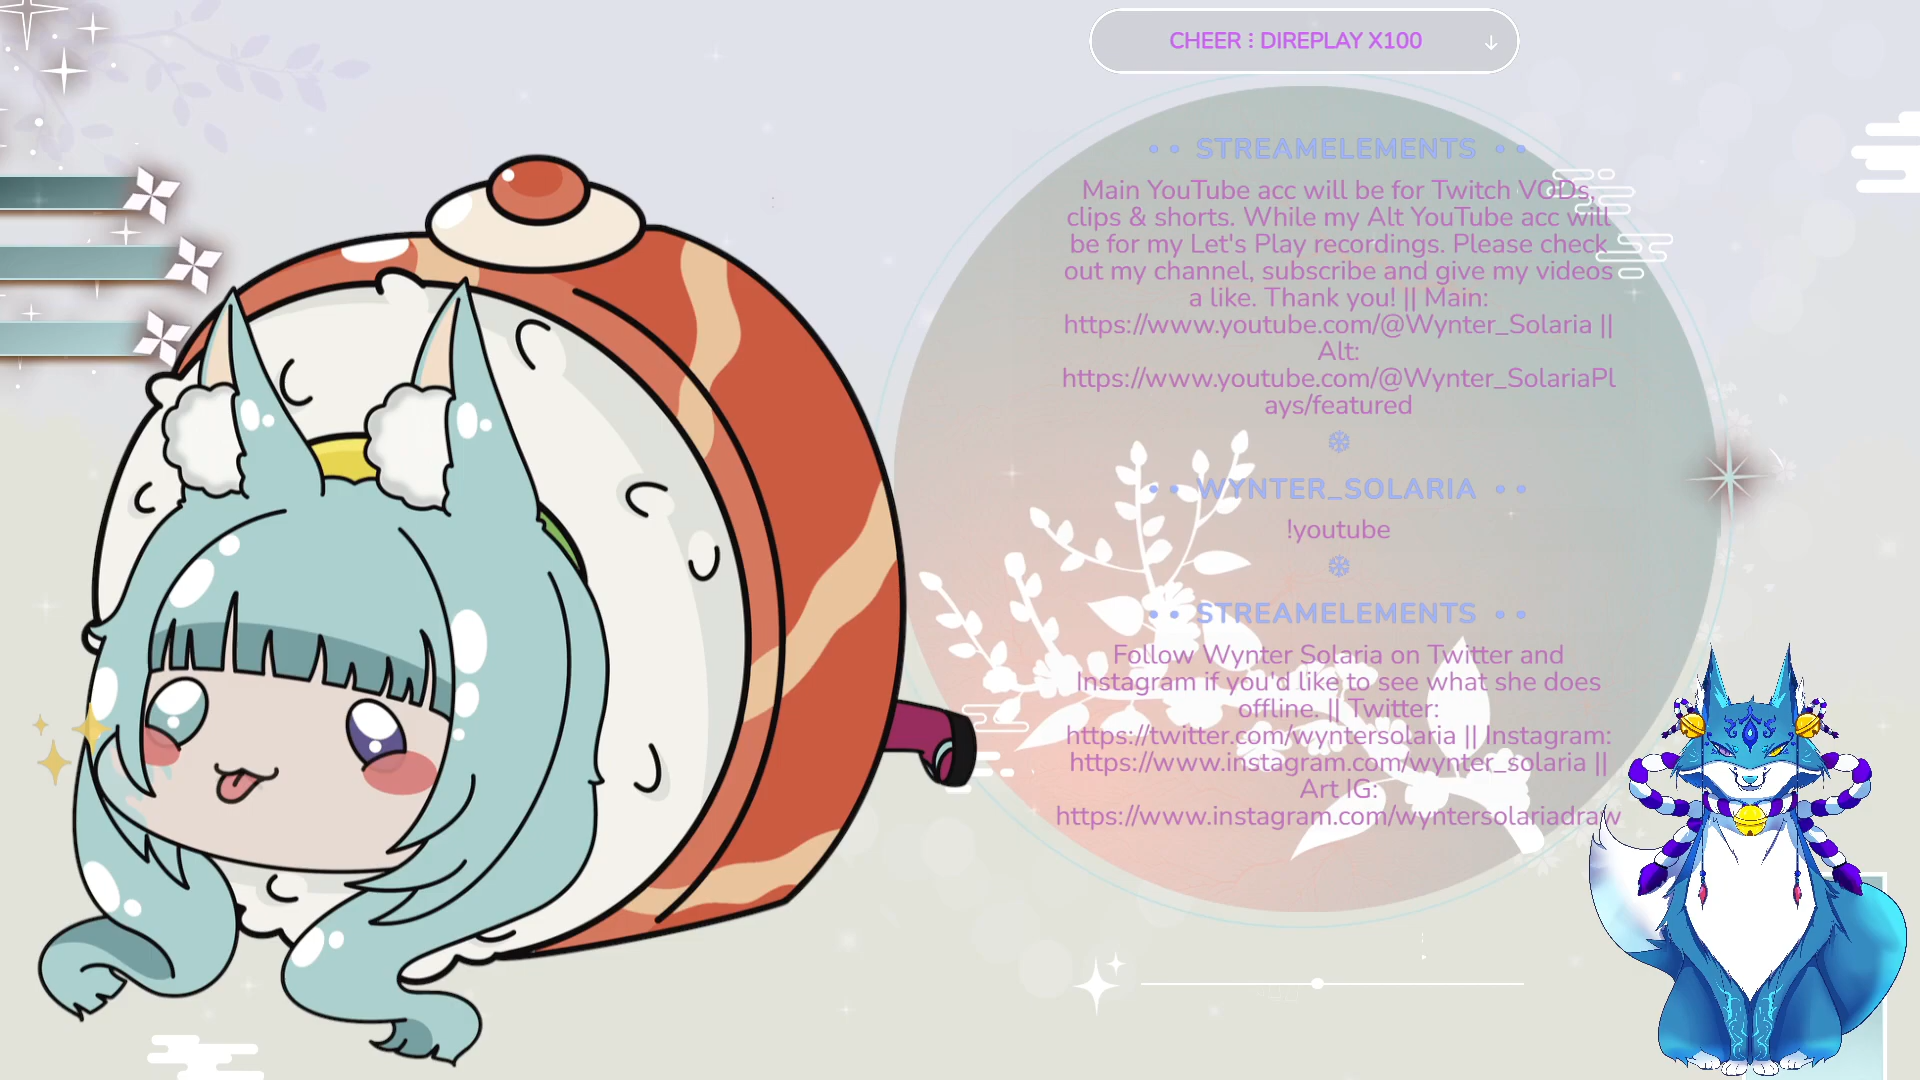 CHEER ⋮ DIREPLAY X100 ↓
•• STREAMELEMENTS ••
Main YouTube acc will be for Twitch VODs,
clips & shorts. While my Alt YouTube acc will
be for my Let's Play recordings. Please check
out my channel, subscribe and give my videos
a like. Thank you! || Main:
https://www.youtube.com/@Wynter_Solaria ||
Alt:
https://www.youtube.com/@Wynter_SolariaPl
ays/featured
•• WYNTER_SOLARIA ••
!youtube
•• STREAMELEMENTS ••
Follow Wynter Solaria on Twitter and
Instagram if you'd like to see what she does
offline. || Twitter:
https://twitter.com/wyntersolaria || Instagram:
https://www.instagram.com/wynter_solaria ||
Art IG:
https://www.instagram.com/wyntersolariadraw